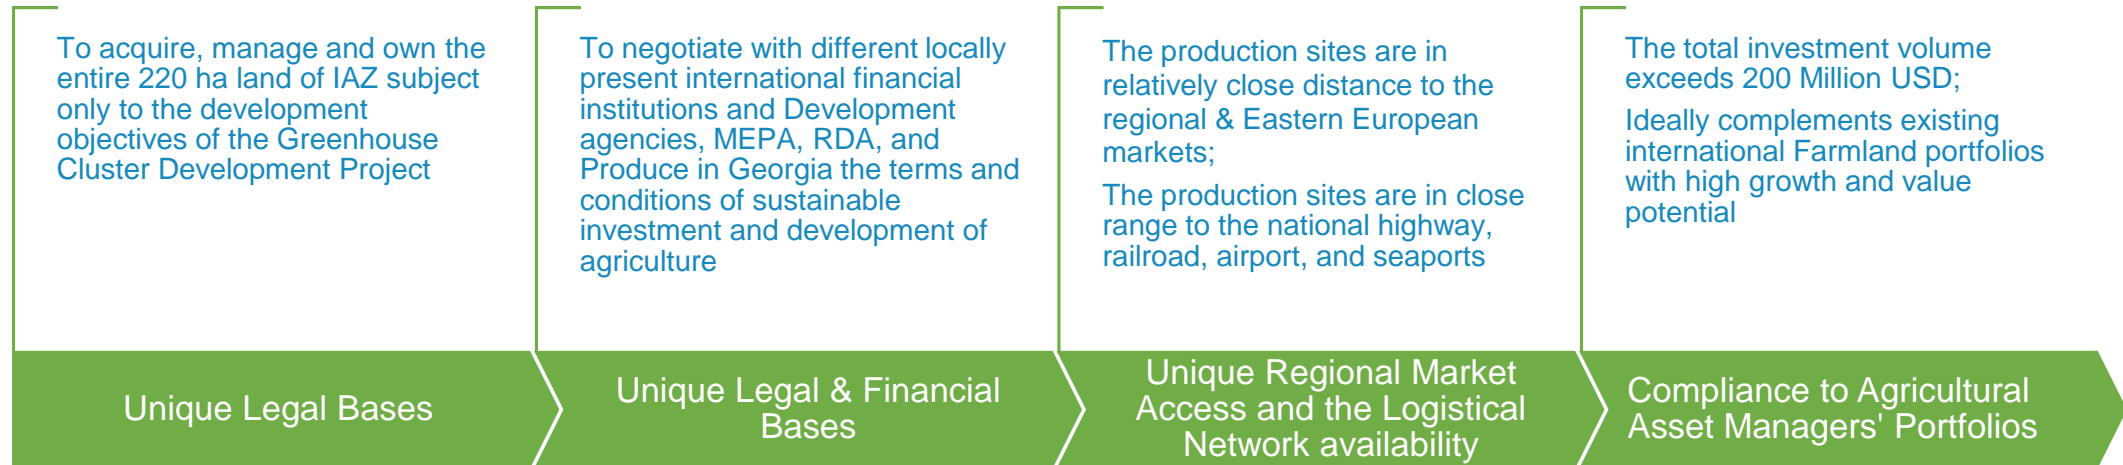 To acquire, manage and own the
entire 220 ha land of IAZ subject
only to the development
objectives of the Greenhouse
Cluster Development Project
Unique Legal Bases
To negotiate with different locally
present international financial
institutions and Development
agencies, MEPA, RDA, and
Produce in Georgia the terms and
conditions of sustainable
investment and development of
agriculture
Unique Legal & Financial
Bases
The production sites are in
relatively close distance to the
regional & Eastern European
markets;
The production sites are in close
range to the national highway,
railroad, airport, and seaports
Unique Regional Market
Access and the Logistical
Network availability
The total investment volume
exceeds 200 Million USD;
Ideally complements existing
international Farmland portfolios
with high growth and value
potential
Compliance to Agricultural
Asset Managers' Portfolios